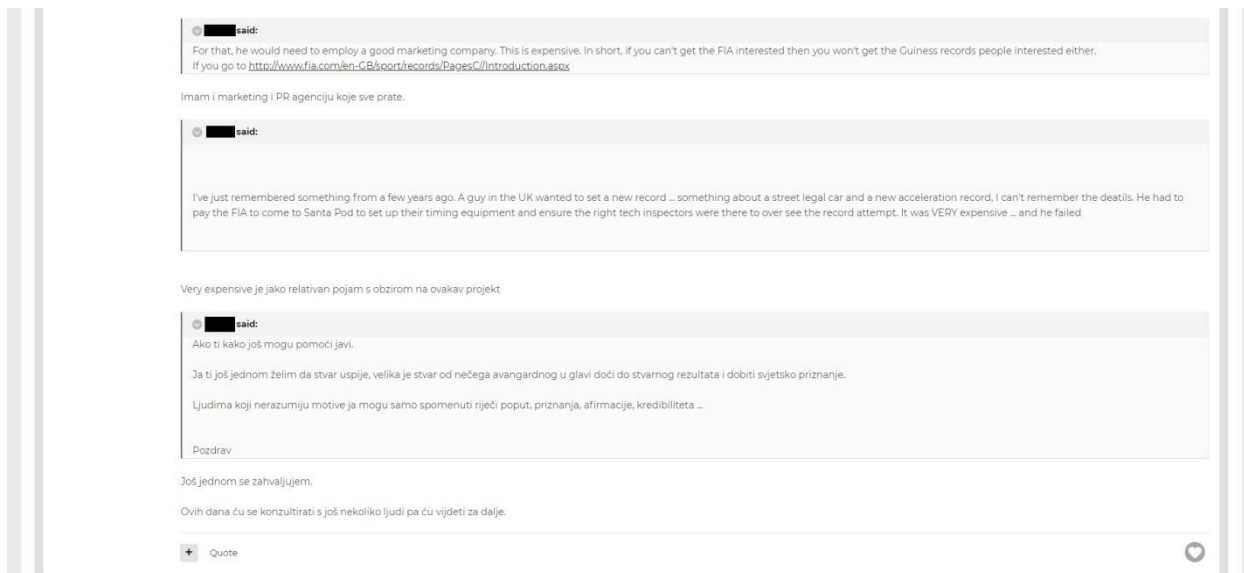 said:
For that, he would need to employ a good marketing company. This is expensive. In short, if you can't get the FIA interested then you won't get the Guiness records people interested either.
If you go to http://www.fia.com/en-GB/sport/records/PagesC//Introduction.aspx
Imam i marketing i PR agenciju koje sve prate.
said:
I've just remembered something from a few years ago. A guy in the UK wanted to set a new record ... something about a street legal car and a new acceleration record, I can't remember the deatils. He had to
pay the FIA to come to Santa Pod to set up their timing equipment and ensure the right tech inspectors were there to over see the record attempt. It was VERY expensive ... and he failed
Very expensive je jako relativan pojam s obzirom na ovakav projekt
said:
Ako ti kako još mogu pomoći javi.
Ja ti još jednom želim da stvar uspije, velika je stvar od nečega avangardnog u glavi doći do stvarnog rezultata i dobiti svjetsko priznanje.
Ljudima koji nerazumiju motive ja mogu samo spomenuti riječi poput, priznanja, afirmacije, kredibiliteta ...
Pozdrav
Još jednom se zahvaljujem.
Ovih dana ću se konzultirati s još nekoliko ljudi pa ću vijdeti za dalje.
+ Quote